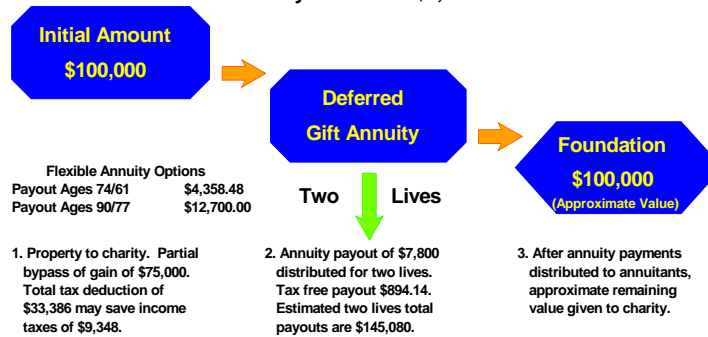 Initial Amount
$100,000
Deferred
Gift Annuity
Foundation
$100,000
(Approximate Value)
Flexible Annuity Options
Payout Ages 74/61 $4,358.48
Payout Ages 90/77 $12,700.00
Two Lives
1. Property to charity. Partial
bypass of gain of $75,000.
Total tax deduction of
$33,386 may save income
taxes of $9,348.
2. Annuity payout of $7,800
distributed for two lives.
Tax free payout $894.14.
Estimated two lives total
payouts are $145,080.
3. After annuity payments
distributed to annuitants,
approximate remaining
value given to charity.